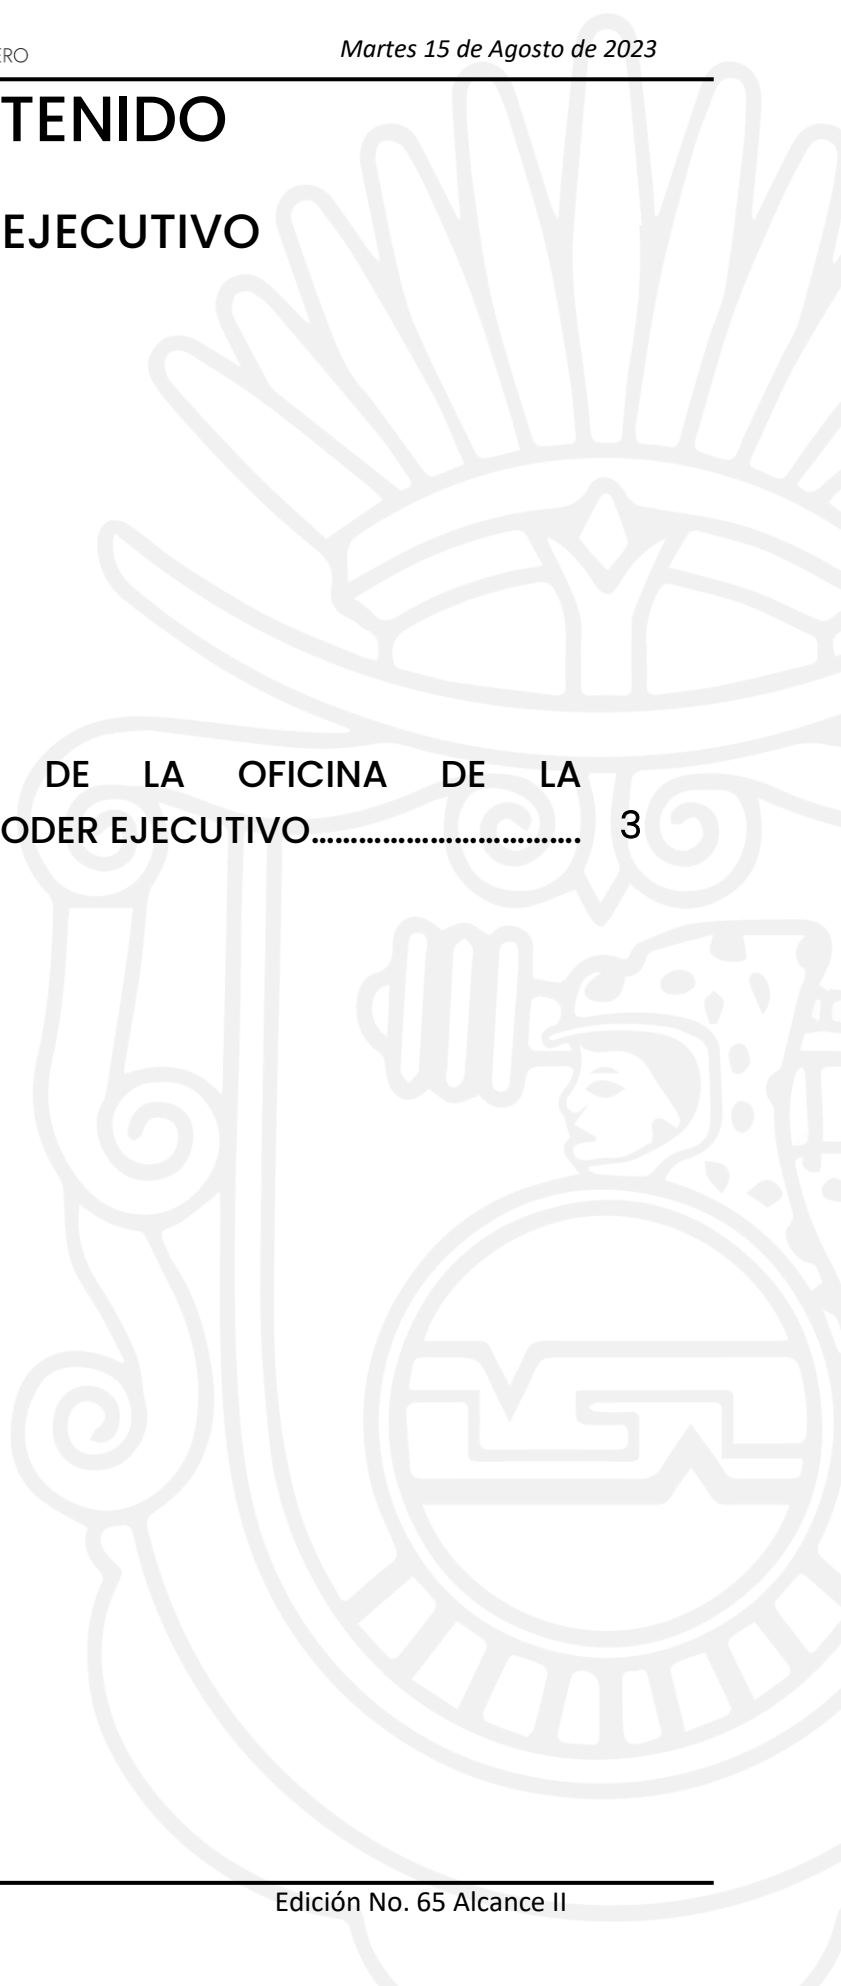 ERO
Martes 15 de Agosto de 2023
TENIDO
EJECUTIVO
DE LA OFICINA DE LA
ODER EJECUTIVO................................. 3
Edición No. 65 Alcance II